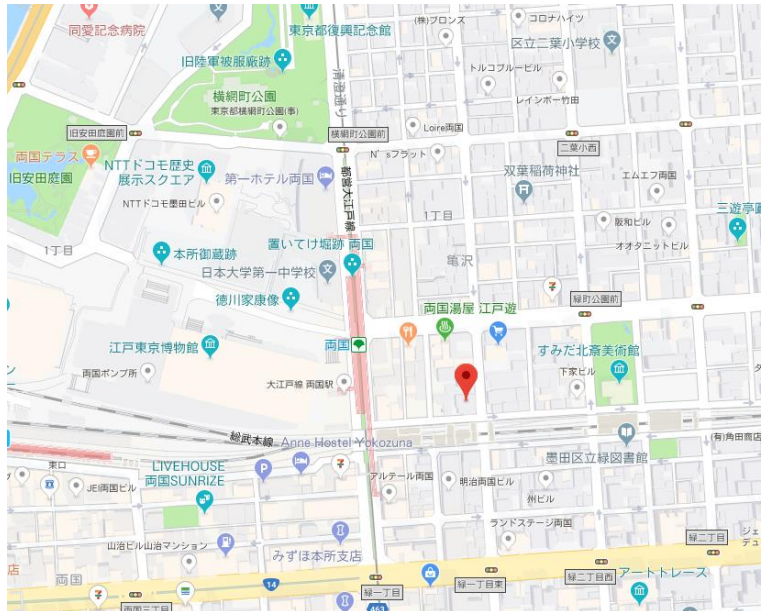 同愛記念病院
東京都復興記念館
(株)ブロンズ
コロナハイツ
区立二葉小学校
旧陸軍被服廠跡
清澄通り
トルコブルービル
横網町公園
東京都横網町公園(事)
レインボー竹田
旧安田庭園前
横網町公園前
Loire両国
二葉小西
両国テラス
旧安田庭園
NTTドコモ歴史
展示スクエア
第一ホテル両国
N'sフラット
双葉稲荷神社
エムエフ両国
NTTドコモ墨田ビル
都営大江戸線
1丁目
阪和ビル
三遊亭圓
オオタニットビル
1丁目
本所御蔵跡
置いてけ堀跡 両国
日本大学第一中学校
亀沢
徳川家康像
緑町公園前
両国湯屋 江戸遊
江戸東京博物館
両国
すみだ北斎美術館
両国ポンプ所
大江戸線 両国駅
下家ビル
総武本線
Anne Hostel Yokozuna
(有)角田商店
東口
LIVEHOUSE
両国SUNRIZE
墨田区立緑図書館
JEI両国ビル
アルテール両国
明治両国ビル
州ビル
ランドステージ両国
山治ビル山治マンション
みずほ本所支店
緑二丁目
ジェ
デュ
店
両国
14
緑一丁目
緑一丁目東
緑二丁目西
アートトレース
両国三丁目
463